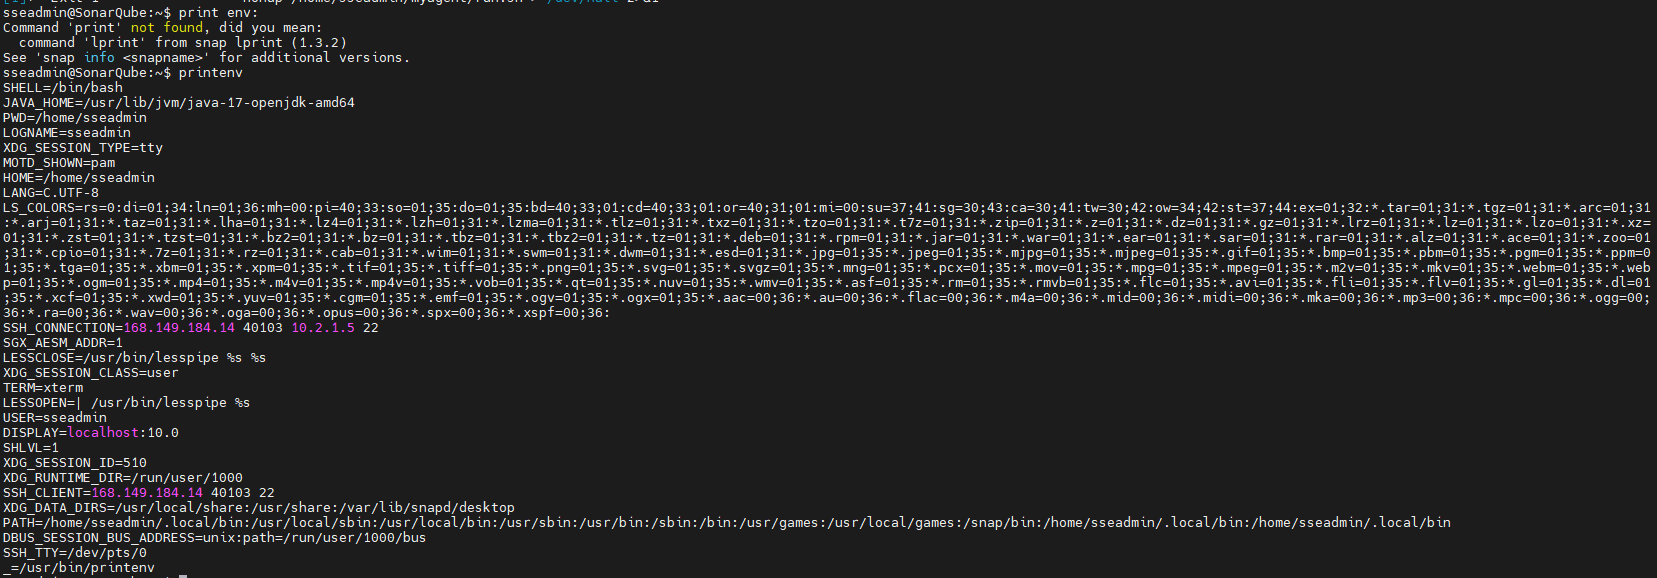 sseadmin@SonarQube:~$ print env:
Command 'print' not found, did you mean:
  command 'lprint' from snap lprint (1.3.2)
See 'snap info <snapname>' for additional versions.
sseadmin@SonarQube:~$ printenv
SHELL=/bin/bash
JAVA_HOME=/usr/lib/jvm/java-17-openjdk-amd64
PWD=/home/sseadmin
LOGNAME=sseadmin
XDG_SESSION_TYPE=tty
MOTD_SHOWN=pam
HOME=/home/sseadmin
LANG=C.UTF-8
LS_COLORS=rs=0:di=01;34:ln=01;36:mh=00:pi=40;33:so=01;35:do=01;35:bd=40;33;01:cd=40;33;01:or=40;31;01:mi=00:su=37;41:sg=30;43:ca=30;41:tw=30;42:ow=34;42:st=37;44:ex=01;32:*.tar=01;31:*.tgz=01;31:*.arc=01;31
:*.arj=01;31:*.taz=01;31:*.lha=01;31:*.lz4=01;31:*.lzh=01;31:*.lzma=01;31:*.tlz=01;31:*.txz=01;31:*.tzo=01;31:*.t7z=01;31:*.zip=01;31:*.z=01;31:*.dz=01;31:*.gz=01;31:*.lrz=01;31:*.lz=01;31:*.lzo=01;31:*.xz=
01;31:*.zst=01;31:*.tzst=01;31:*.bz2=01;31:*.bz=01;31:*.tbz=01;31:*.tbz2=01;31:*.tz=01;31:*.deb=01;31:*.rpm=01;31:*.jar=01;31:*.war=01;31:*.ear=01;31:*.sar=01;31:*.rar=01;31:*.alz=01;31:*.ace=01;31:*.zoo=01
;31:*.cpio=01;31:*.7z=01;31:*.rz=01;31:*.cab=01;31:*.wim=01;31:*.swm=01;31:*.dwm=01;31:*.esd=01;31:*.jpg=01;35:*.jpeg=01;35:*.mjpg=01;35:*.mjpeg=01;35:*.gif=01;35:*.bmp=01;35:*.pbm=01;35:*.pgm=01;35:*.ppm=0
1;35:*.tga=01;35:*.xbm=01;35:*.xpm=01;35:*.tif=01;35:*.tiff=01;35:*.png=01;35:*.svg=01;35:*.svgz=01;35:*.mng=01;35:*.pcx=01;35:*.mov=01;35:*.mpg=01;35:*.mpeg=01;35:*.m2v=01;35:*.mkv=01;35:*.webm=01;35:*.web
p=01;35:*.ogm=01;35:*.mp4=01;35:*.m4v=01;35:*.mp4v=01;35:*.vob=01;35:*.qt=01;35:*.nuv=01;35:*.wmv=01;35:*.asf=01;35:*.rm=01;35:*.rmvb=01;35:*.flc=01;35:*.avi=01;35:*.fli=01;35:*.flv=01;35:*.gl=01;35:*.dl=01
;35:*.xcf=01;35:*.xwd=01;35:*.yuv=01;35:*.cgm=01;35:*.emf=01;35:*.ogv=01;35:*.ogx=01;35:*.aac=00;36:*.au=00;36:*.flac=00;36:*.m4a=00;36:*.mid=00;36:*.midi=00;36:*.mka=00;36:*.mp3=00;36:*.mpc=00;36:*.ogg=00;
36:*.ra=00;36:*.wav=00;36:*.oga=00;36:*.opus=00;36:*.spx=00;36:*.xspf=00;36:
SSH_CONNECTION=168.149.184.14 40103 10.2.1.5 22
SGX_AESM_ADDR=1
LESSCLOSE=/usr/bin/lesspipe %s %s
XDG_SESSION_CLASS=user
TERM=xterm
LESSOPEN=| /usr/bin/lesspipe %s
USER=sseadmin
DISPLAY=localhost:10.0
SHLVL=1
XDG_SESSION_ID=510
XDG_RUNTIME_DIR=/run/user/1000
SSH_CLIENT=168.149.184.14 40103 22
XDG_DATA_DIRS=/usr/local/share:/usr/share:/var/lib/snapd/desktop
PATH=/home/sseadmin/.local/bin:/usr/local/sbin:/usr/local/bin:/usr/sbin:/usr/bin:/sbin:/bin:/usr/games:/usr/local/games:/snap/bin:/home/sseadmin/.local/bin:/home/sseadmin/.local/bin
DBUS_SESSION_BUS_ADDRESS=unix:path=/run/user/1000/bus
SSH_TTY=/dev/pts/0
_=/usr/bin/printenv